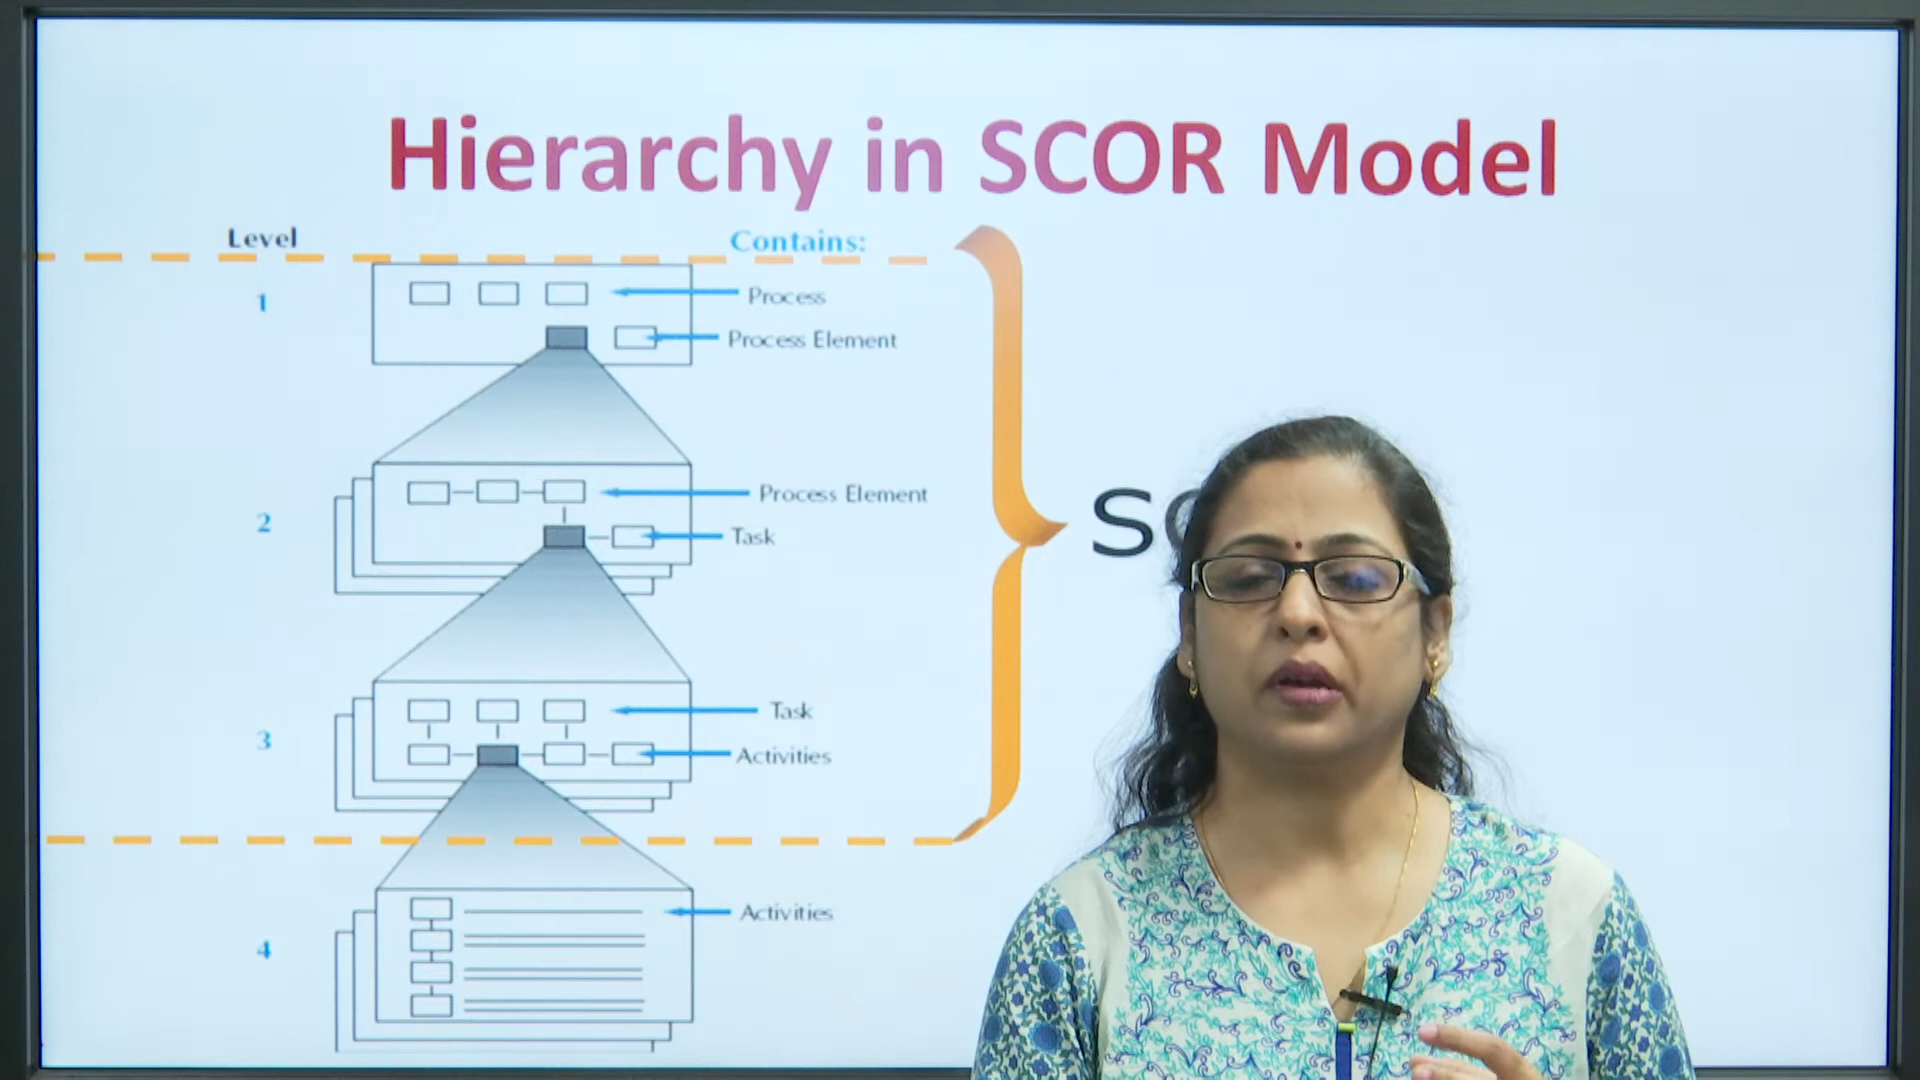 Hierarchy in SCOR Model
Level Contains:
1 Process
Process Element
2 Process Element
Task
3 Task
Activities
4 Activities